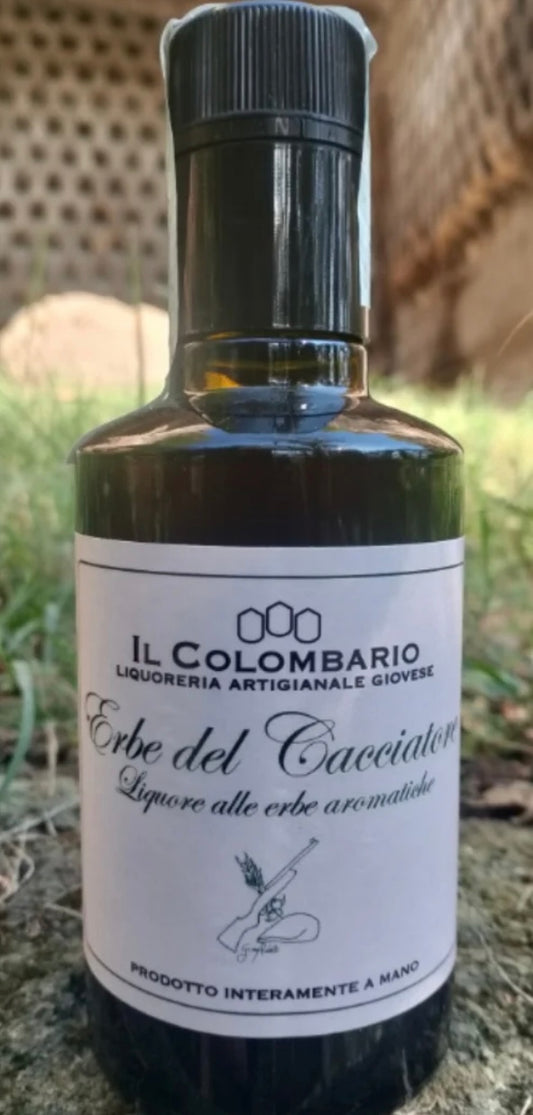 IL COLOMBARIO
LIQUORERIA ARTIGIANALE GIOVESE
Erbe del Cacciatore
Liquore alle erbe aromatiche
PRODOTTO INTERAMENTE A MANO